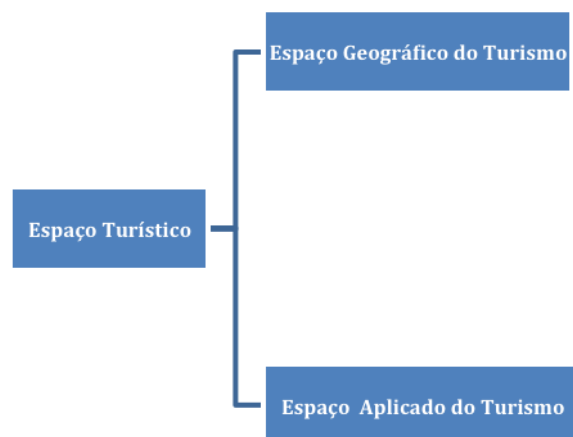 Espaço Geográfico do Turismo
Espaço Turístico
Espaço Aplicado do Turismo